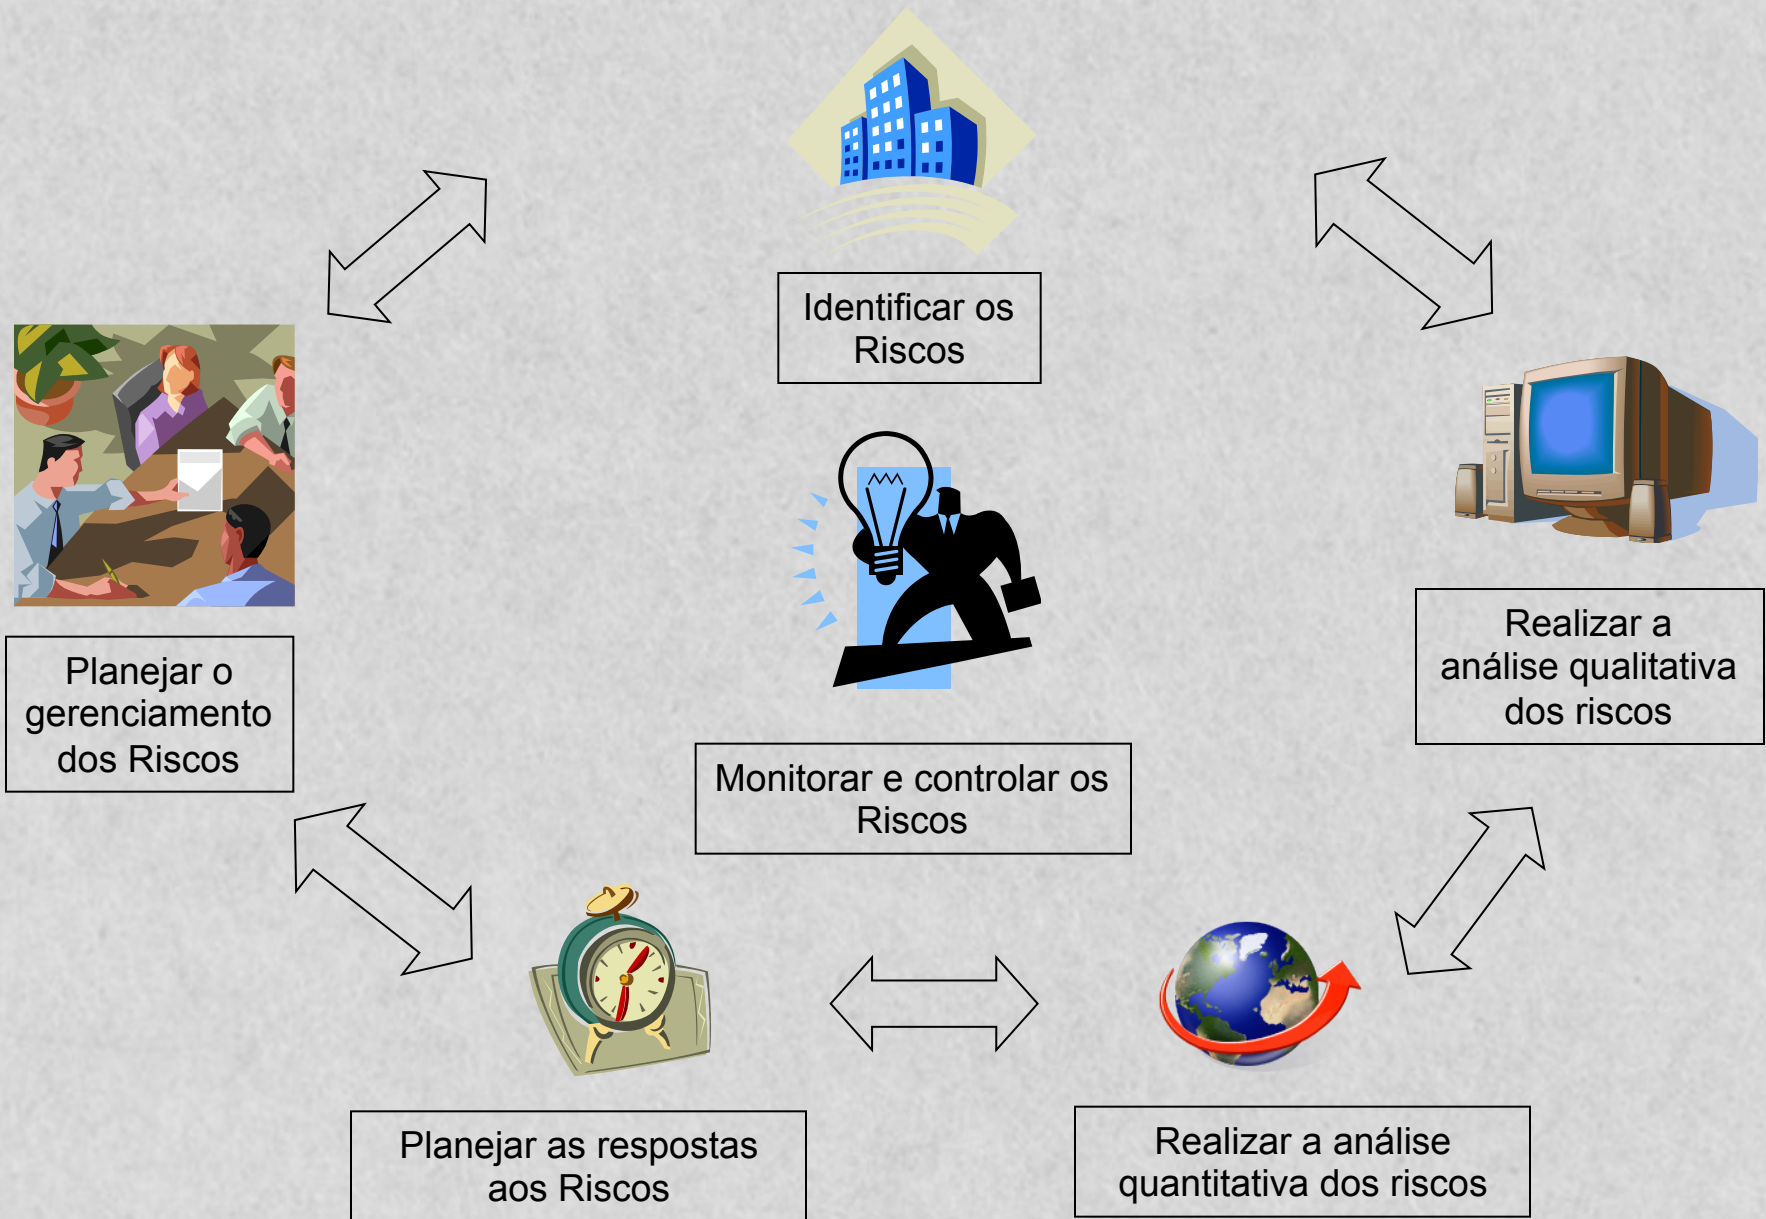 Identificar os
Riscos
Planejar o
gerenciamento
dos Riscos
Realizar a
análise qualitativa
dos riscos
Monitorar e controlar os
Riscos
Planejar as respostas
aos Riscos
Realizar a análise
quantitativa dos riscos